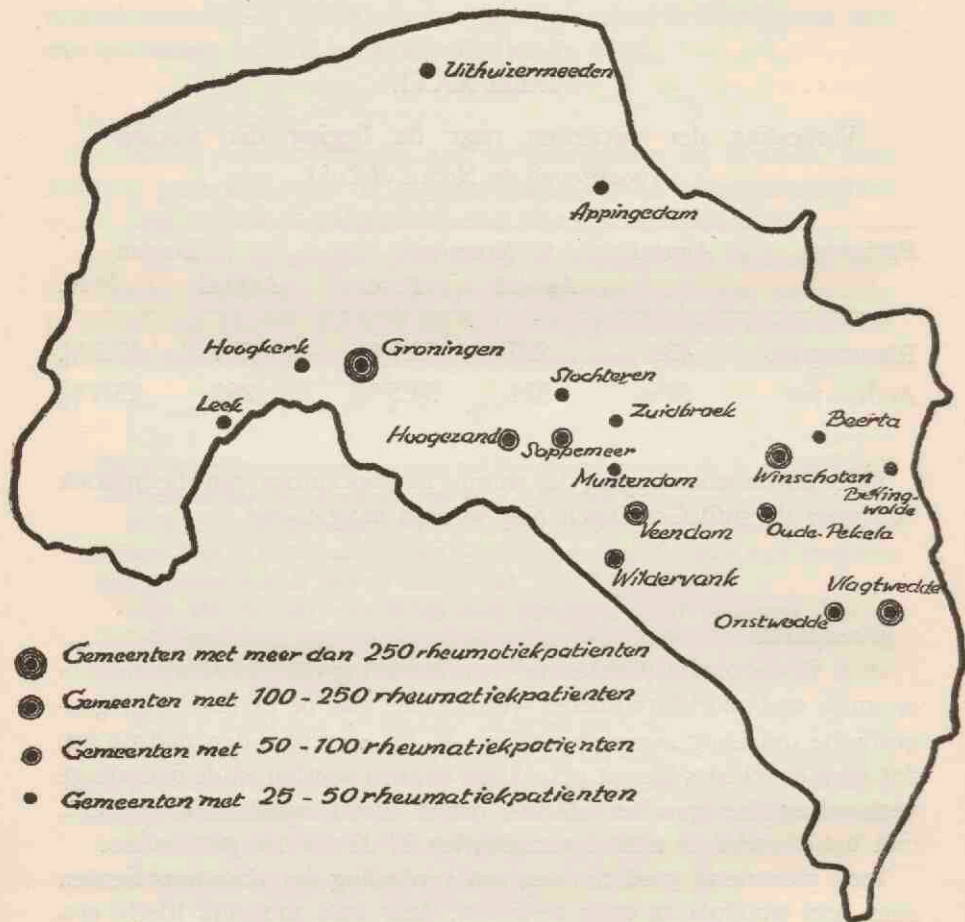 Uithuizermeeden
Appingedam
Hoogkerk
Groningen
Slochteren
Leek
Zuidbroek
Beerta
Hoogezand
Sappemeer
Winschoten
Muntendam
Bellingwolde
Veendam
Oude-Pekela
Wildervank
Vlagtwedde
Onstwedde
Gemeenten met meer dan 250 rheumatiekpatienten
Gemeenten met 100 - 250 rheumatiekpatienten
Gemeenten met 50 - 100 rheumatiekpatienten
Gemeenten met 25 - 50 rheumatiekpatienten